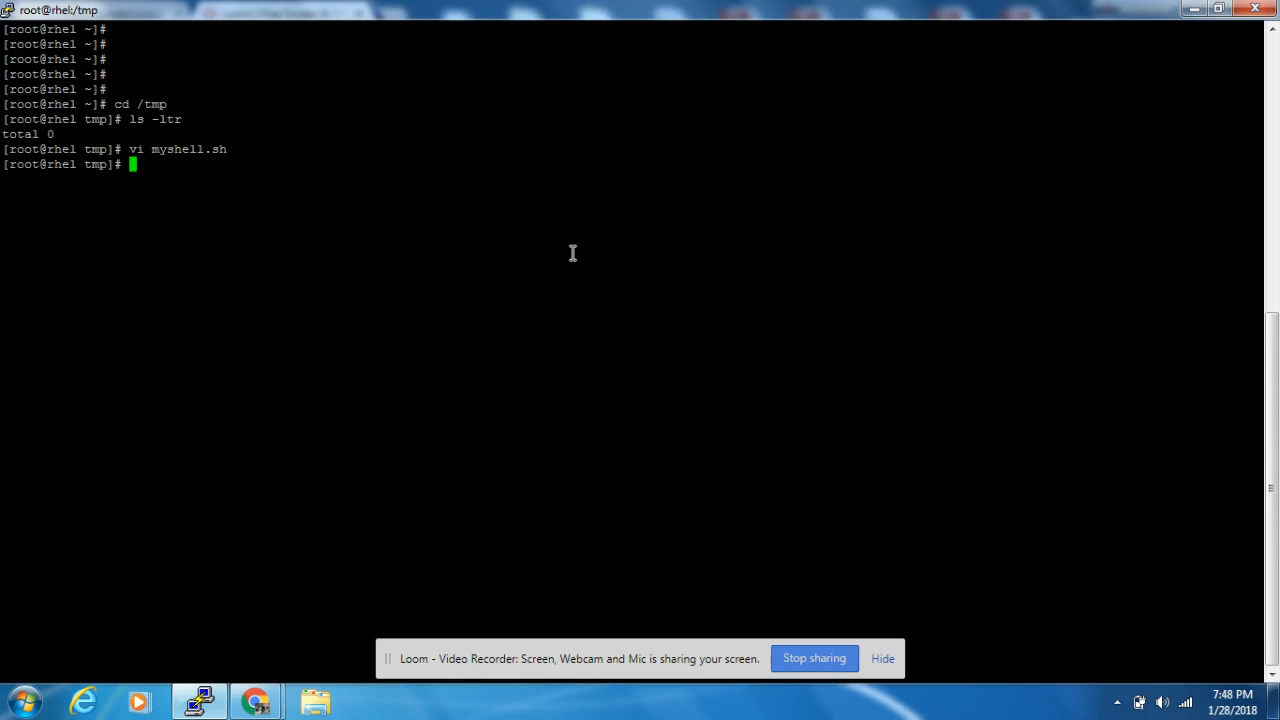 root@rhel:/tmp
[root@rhel ~]#
[root@rhel ~]#
[root@rhel ~]#
[root@rhel ~]#
[root@rhel ~]#
[root@rhel ~]# cd /tmp
[root@rhel tmp]# ls -ltr
total 0
[root@rhel tmp]# vi myshell.sh
[root@rhel tmp]#
Loom - Video Recorder: Screen, Webcam and Mic is sharing your screen.
Stop sharing
Hide
7:48 PM
1/28/2018